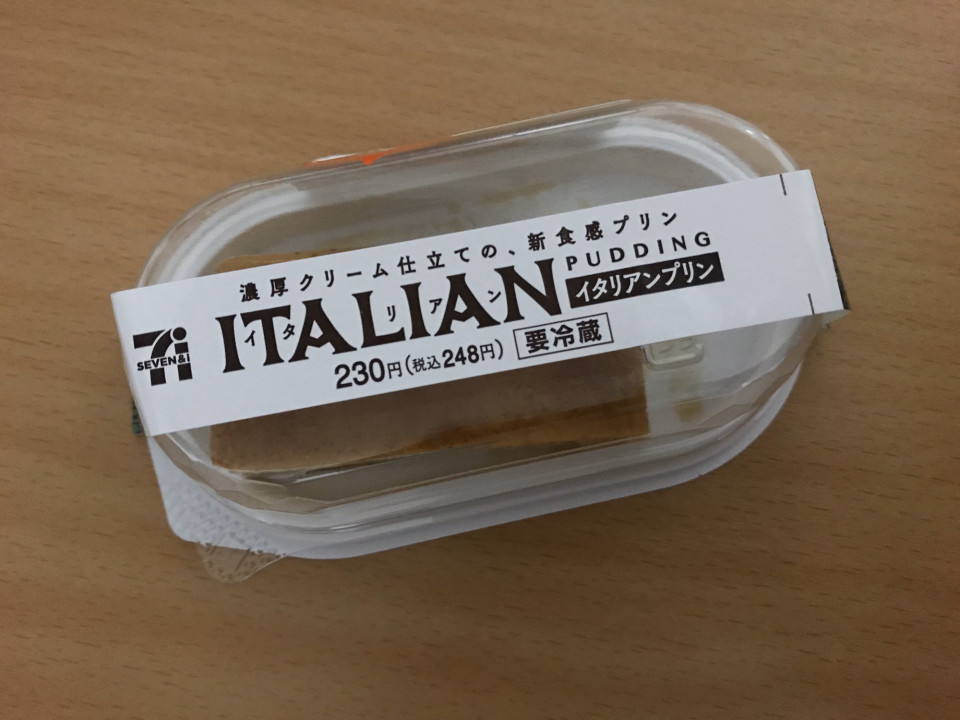 濃厚クリーム仕立ての、新食感プリン
ITALIAN PUDDING
イタリアン イタリアンプリン
230円(税込248円) 要冷蔵
SEVEN&i